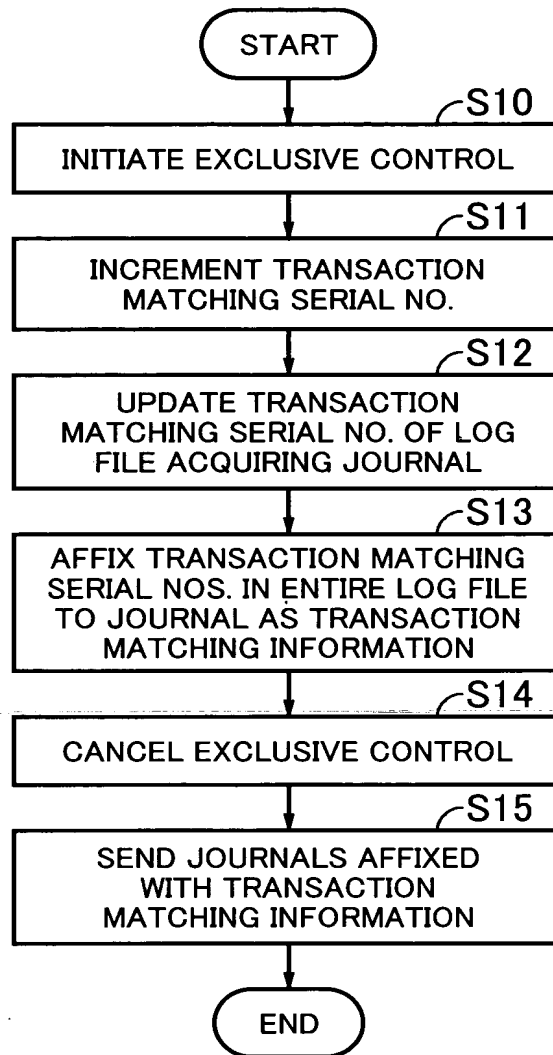 START
S10
INITIATE EXCLUSIVE CONTROL
S11
INCREMENT TRANSACTION
MATCHING SERIAL NO.
S12
UPDATE TRANSACTION
MATCHING SERIAL NO. OF LOG
FILE ACQUIRING JOURNAL
S13
AFFIX TRANSACTION MATCHING
SERIAL NOS. IN ENTIRE LOG FILE
TO JOURNAL AS TRANSACTION
MATCHING INFORMATION
S14
CANCEL EXCLUSIVE CONTROL
S15
SEND JOURNALS AFFIXED
WITH TRANSACTION
MATCHING INFORMATION
END